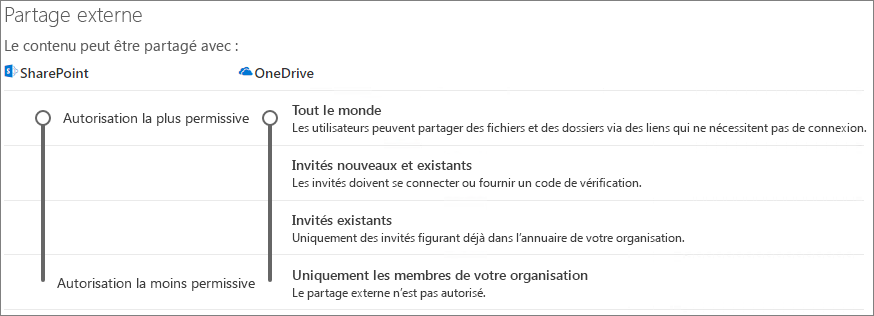 Partage externe
Le contenu peut être partagé avec :
SharePoint
OneDrive
Autorisation la plus permissive
Tout le monde
Les utilisateurs peuvent partager des fichiers et des dossiers via des liens qui ne nécessitent pas de connexion.
Invités nouveaux et existants
Les invités doivent se connecter ou fournir un code de vérification.
Invités existants
Uniquement des invités figurant déjà dans l'annuaire de votre organisation.
Autorisation la moins permissive
Uniquement les membres de votre organisation
Le partage externe n'est pas autorisé.